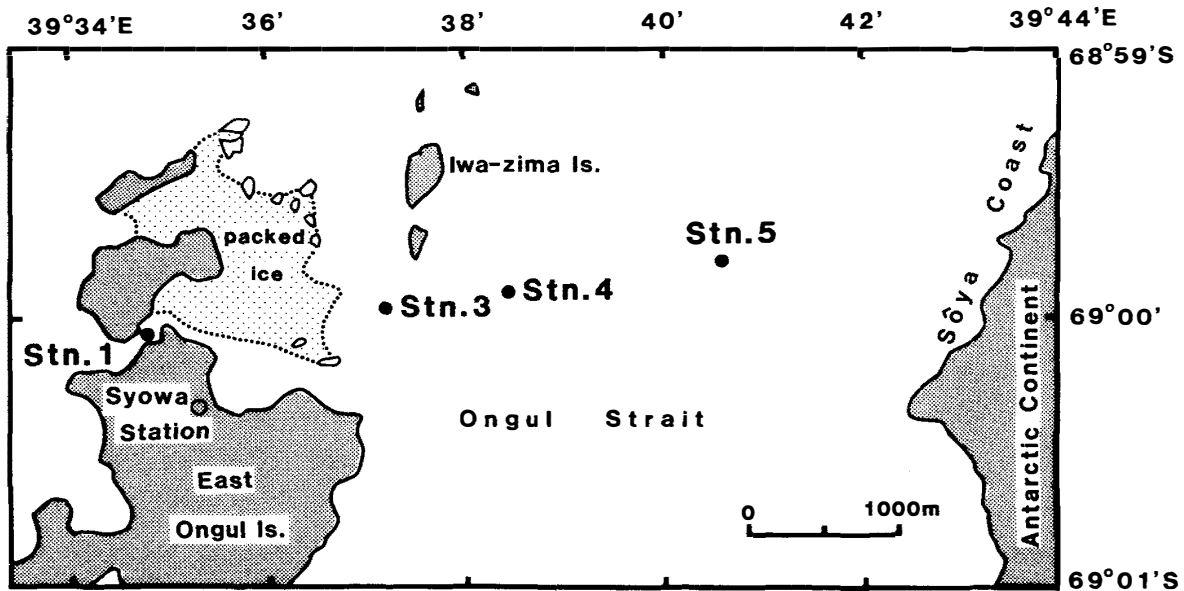 39°34'E 36' 38' 40' 42' 39°44'E
68°59'S
Iwa-zima Is.
Coast
packed
Stn.5
ice
Stn.3
Stn.4
Sôya
69°00'
Stn.1
Antarctic Continent
Syowa
Station
Ongul Strait
East
Ongul Is.
0 1000m
69°01'S